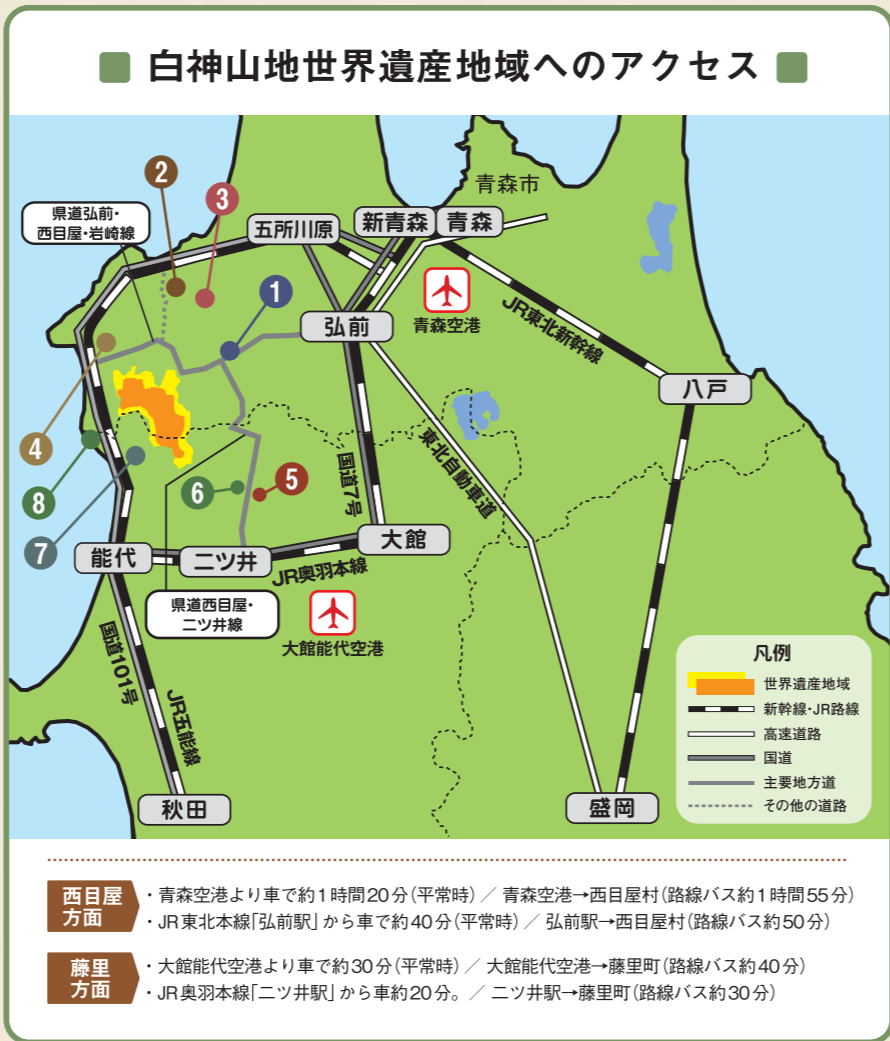 白神山地世界遺産地域へのアクセス
青森市
2
3
県道弘前・
西目屋・岩崎線
五所川原
新青森
青森
1
青森空港
JR東北新幹線
弘前
八戸
4
8
7
6
5
国道7号
東北自動車道
能代
二ツ井
大館
JR奥羽本線
県道西目屋・
二ツ井線
大館能代空港
国道101号
JR五能線
秋田
盛岡
凡例
世界遺産地域
新幹線・JR路線
高速道路
国道
主要地方道
その他の道路
西目屋
方面
・青森空港より車で約1時間20分(平常時) ／ 青森空港→西目屋村(路線バス約1時間55分)
・JR東北本線「弘前駅」から車で約40分(平常時) ／ 弘前駅→西目屋村(路線バス約50分)
藤里
方面
・大館能代空港より車で約30分(平常時) ／ 大館能代空港→藤里町(路線バス約40分)
・JR奥羽本線「二ツ井駅」から車約20分。 ／ 二ツ井駅→藤里町(路線バス約30分)